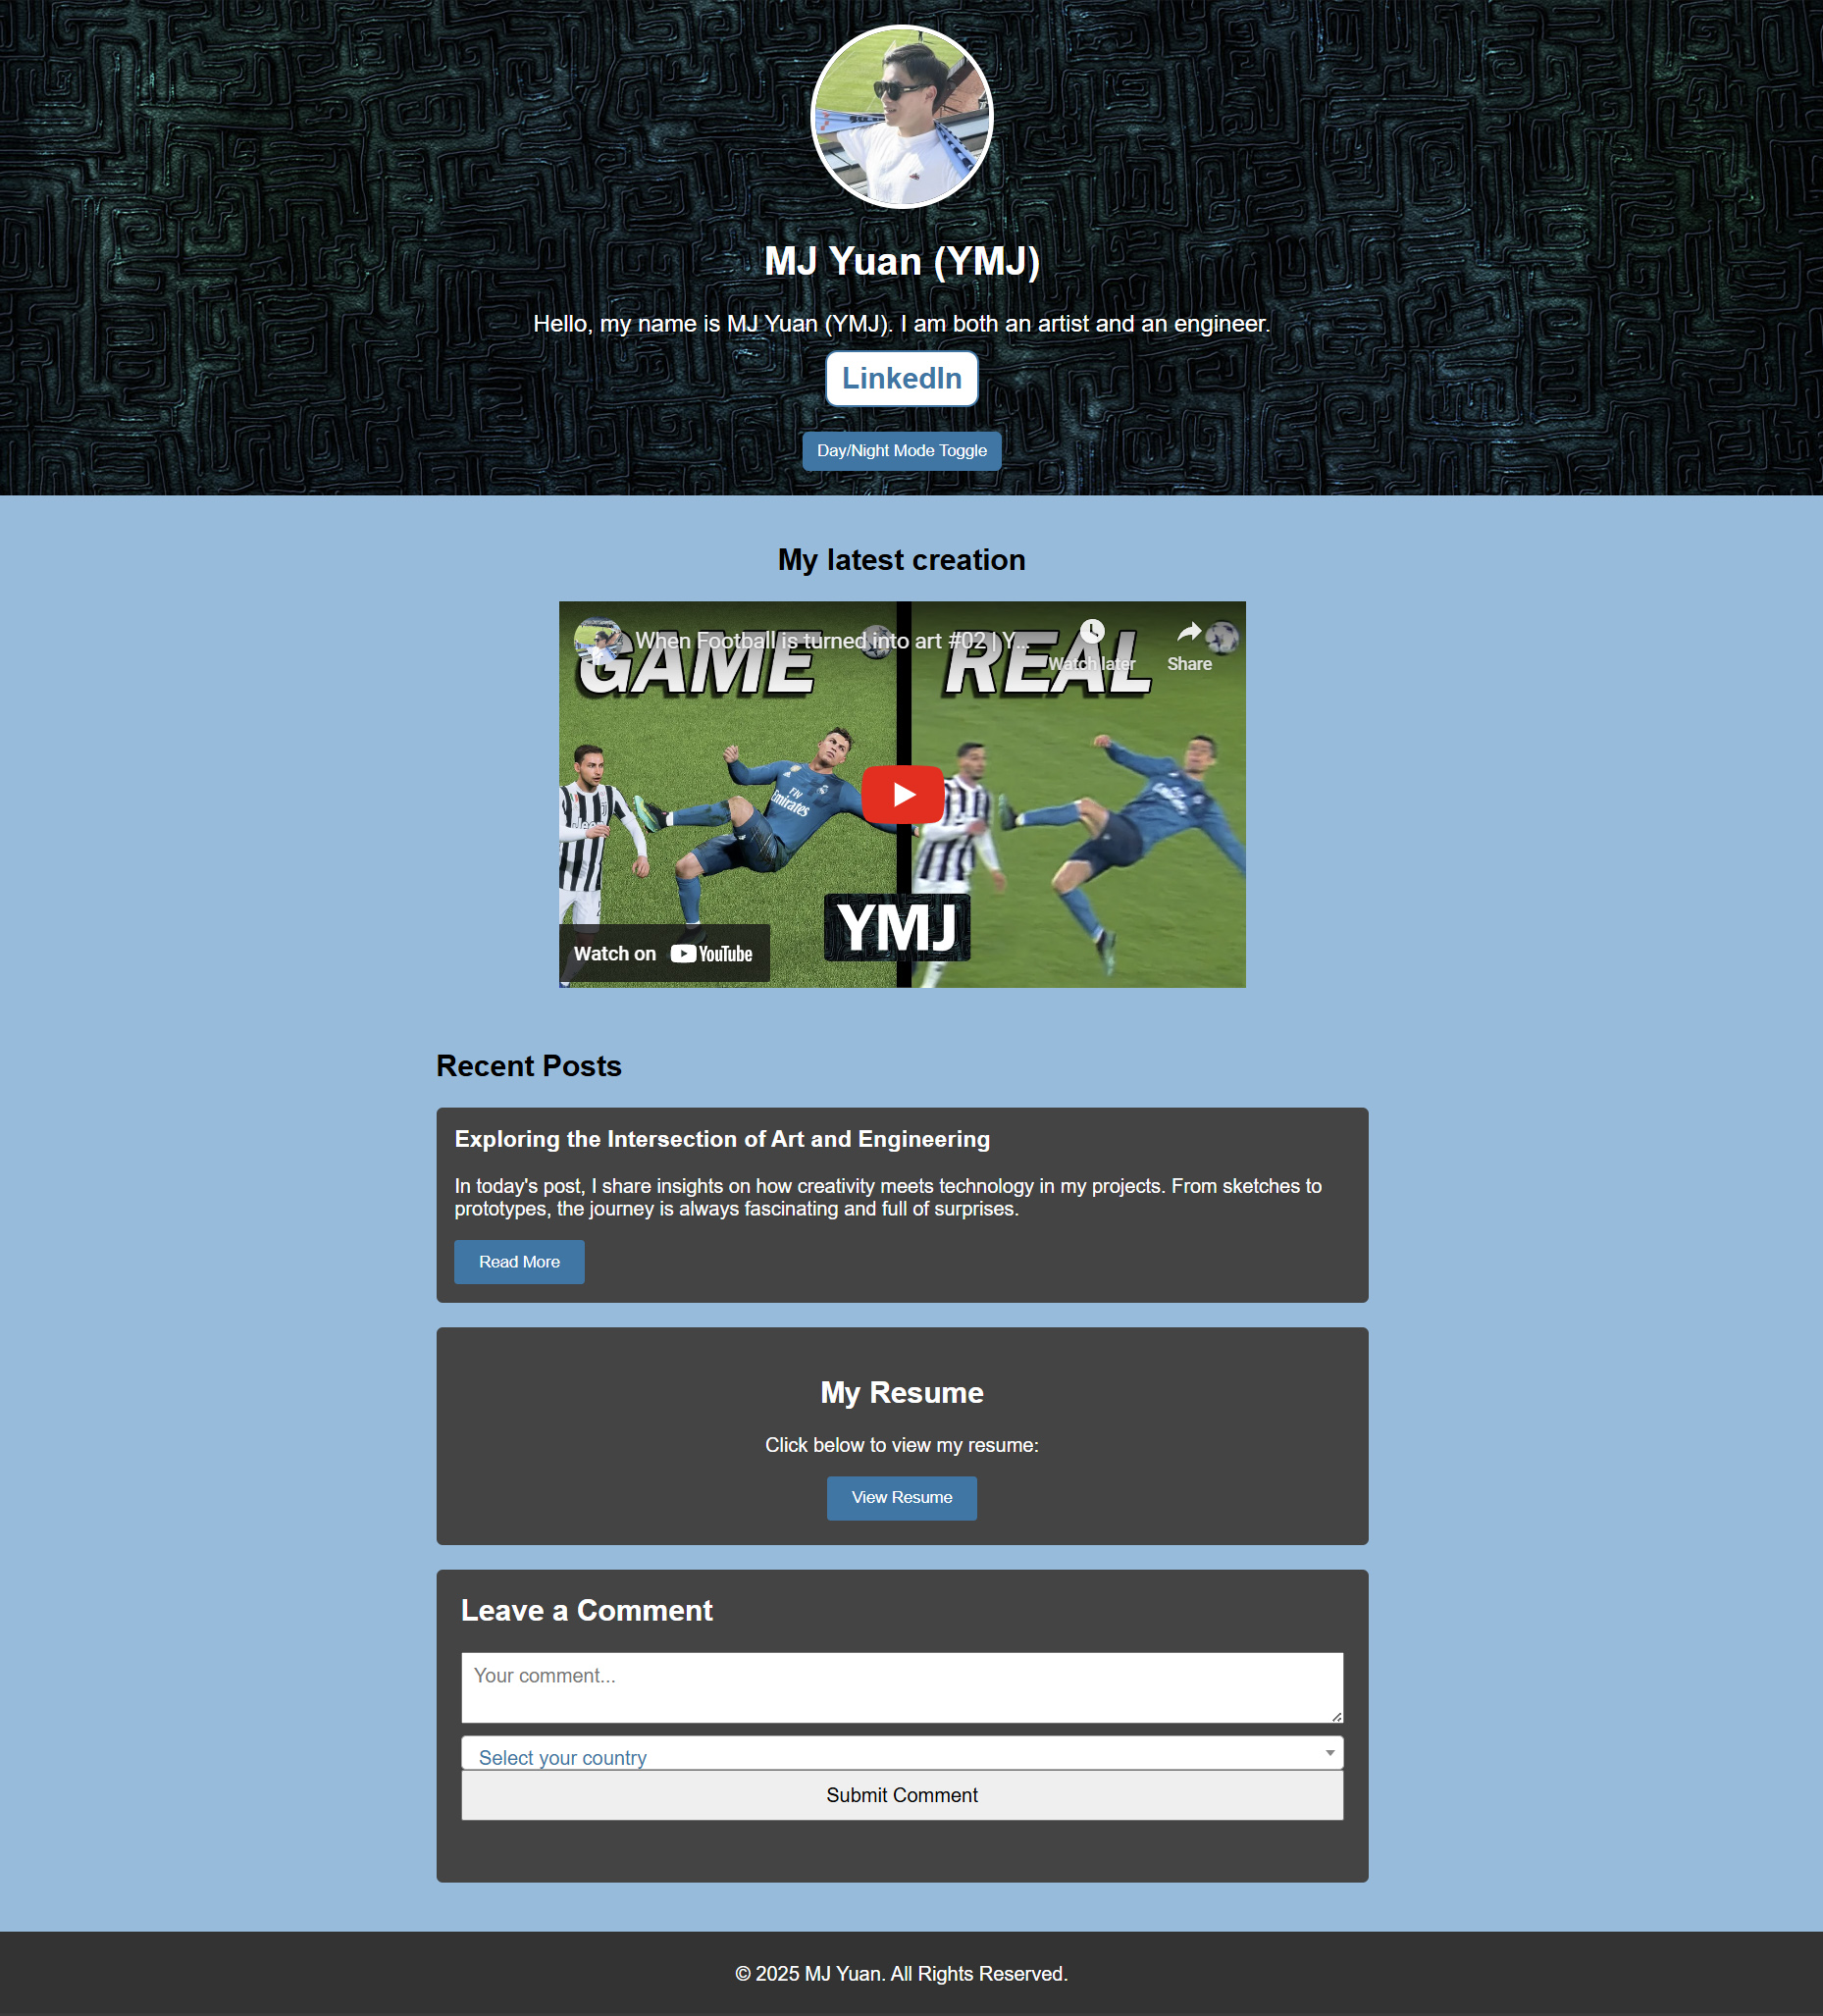 MJ Yuan (YMJ)
Hello, my name is MJ Yuan (YMJ). I am both an artist and an engineer.
LinkedIn
Day/Night Mode Toggle
My latest creation
When Football is turned into art #02 | Y...
Watch later
Share
GAME
REAL
Fly
Emirates
Jeep
YMJ
Watch on YouTube
Recent Posts
Exploring the Intersection of Art and Engineering
In today's post, I share insights on how creativity meets technology in my projects. From sketches to
prototypes, the journey is always fascinating and full of surprises.
Read More
My Resume
Click below to view my resume:
View Resume
Leave a Comment
Your comment...
Select your country
Submit Comment
© 2025 MJ Yuan. All Rights Reserved.